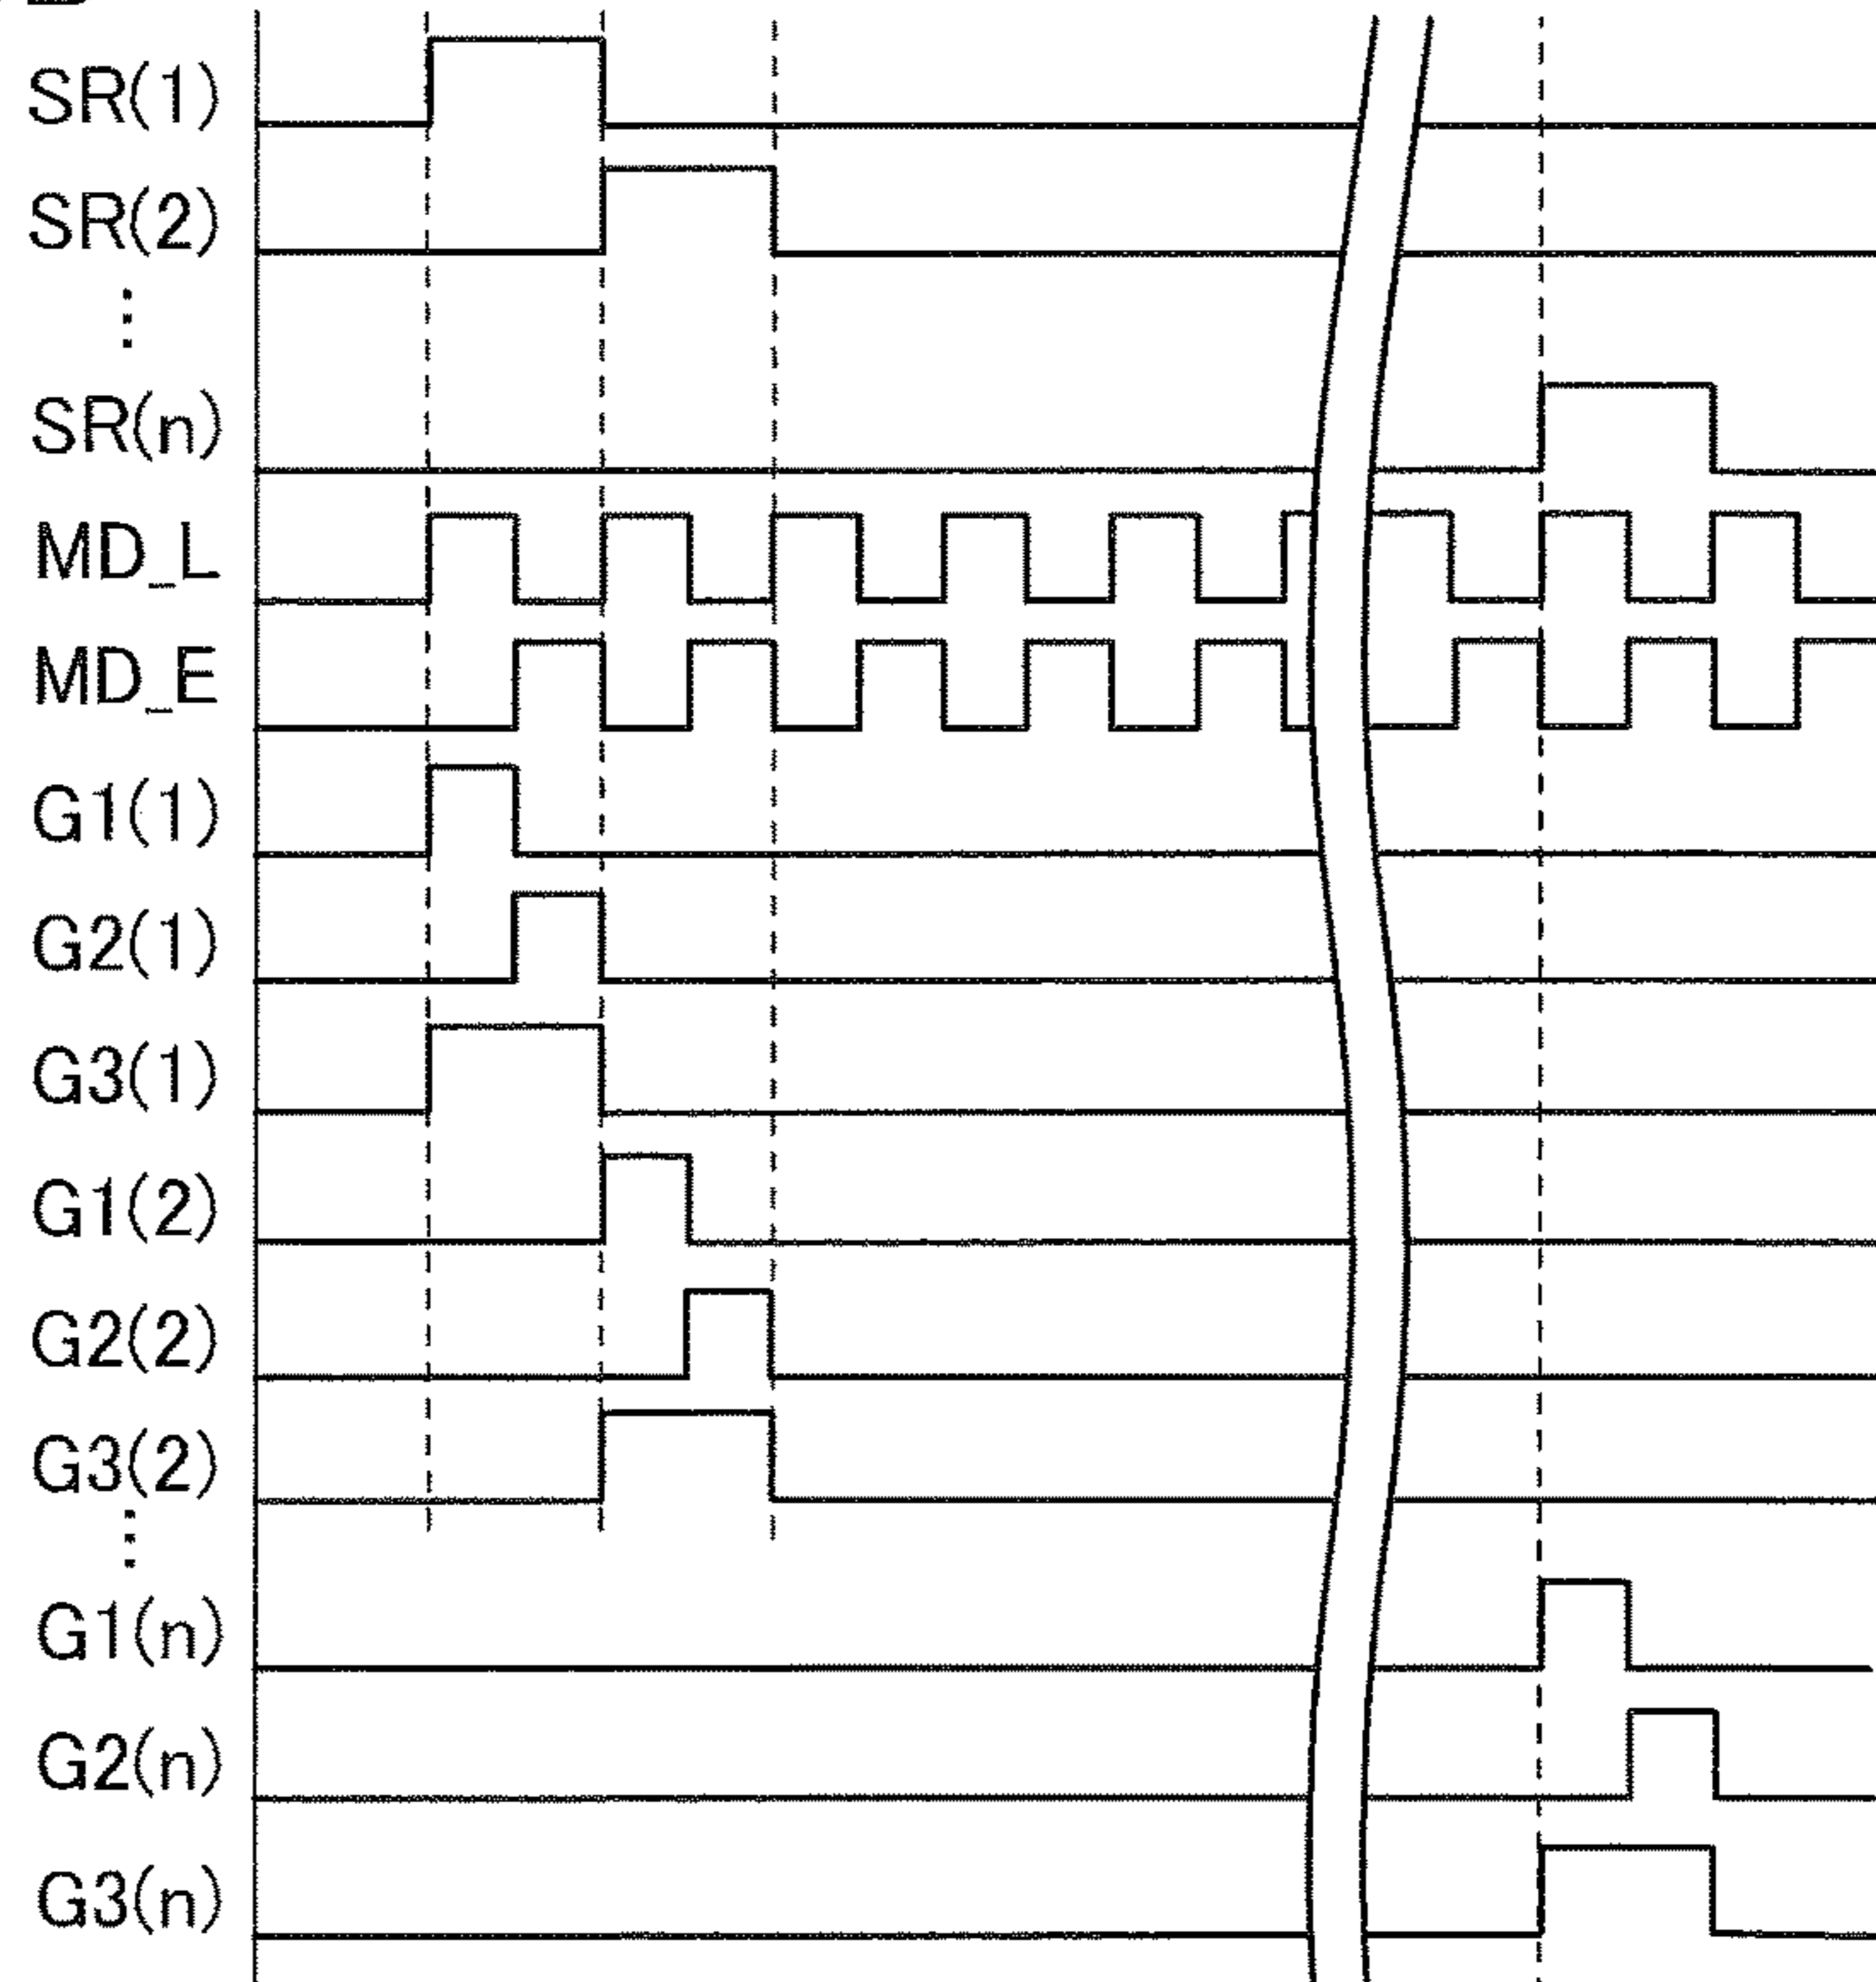 SR(1)
SR(2)
⋮
SR(n)
MD_L
MD_E
G1(1)
G2(1)
G3(1)
G1(2)
G2(2)
G3(2)
⋮
G1(n)
G2(n)
G3(n)